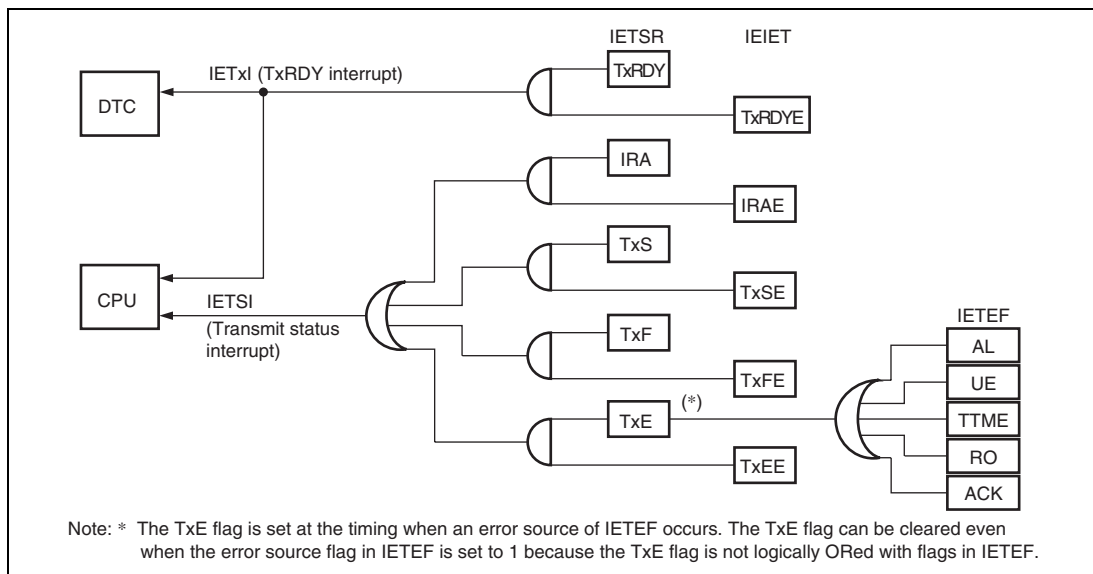 IETSR
IEIET
IETxI (TxRDY interrupt)
TxRDY
DTC
TxRDYE
IRA
IRAE
TxS
CPU
IETSI
(Transmit status
interrupt)
TxSE
IETEF
TxF
AL
TxFE
UE
(*)
TxE
TTME
TxEE
RO
ACK
Note: * The TxE flag is set at the timing when an error source of IETEF occurs. The TxE flag can be cleared even
when the error source flag in IETEF is set to 1 because the TxE flag is not logically ORed with flags in IETEF.